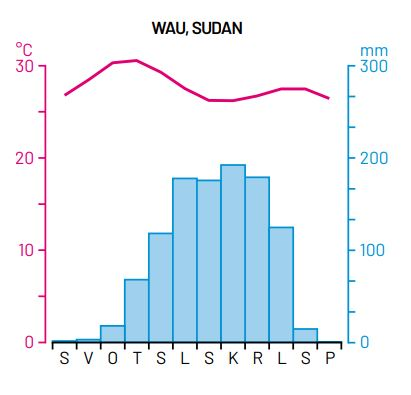 WAU, SUDAN
°C mm
30 300
20 200
10 100
0 0
S V O T S L S K R L S P